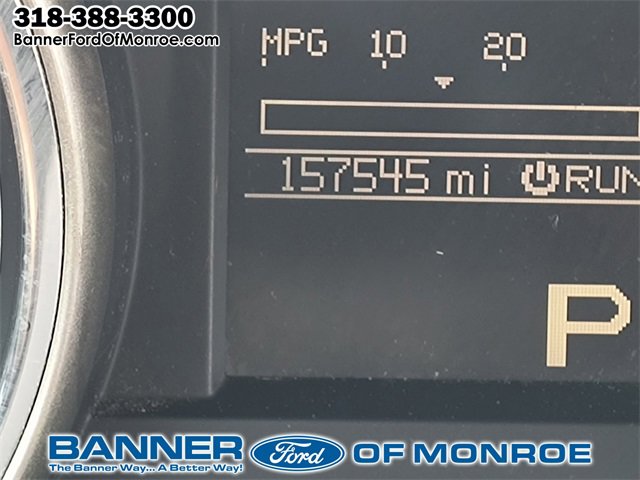 318-388-3300
BannerFordOfMonroe.com
MPG 10 20
157545 mi RUN
P
BANNER Ford OF MONROE
The Banner Way... A Better Way!